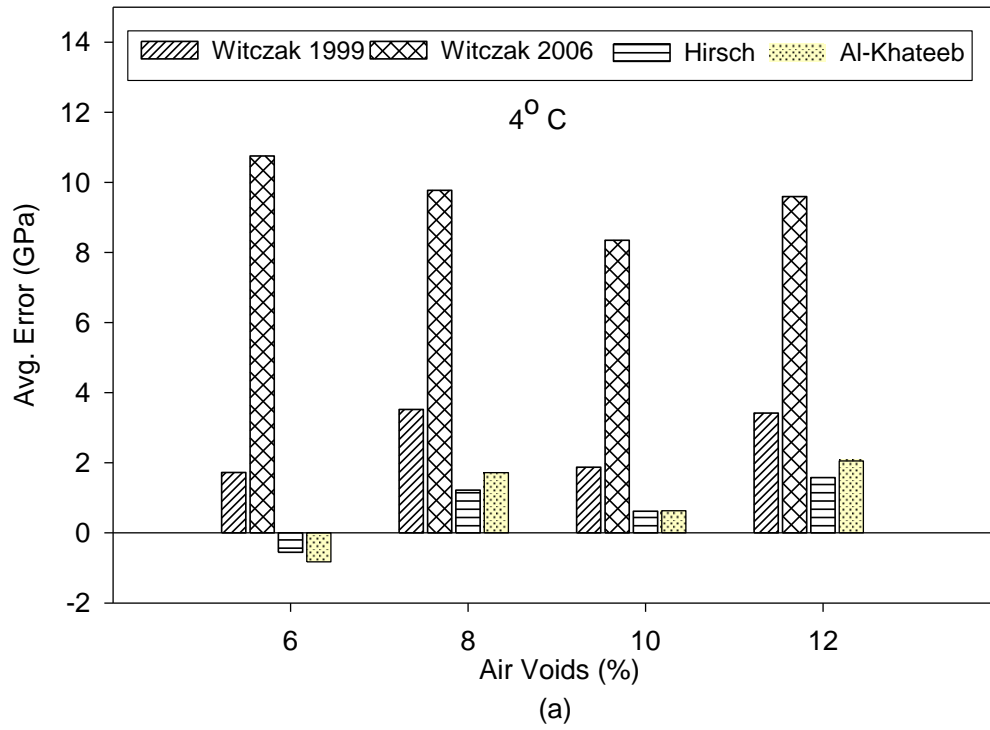 Witczak 1999 Witczak 2006 Hirsch Al-Khateeb
4° C
14
12
10
8
6
4
2
0
-2
Avg. Error (GPa)
6 8 10 12
Air Voids (%)
(a)